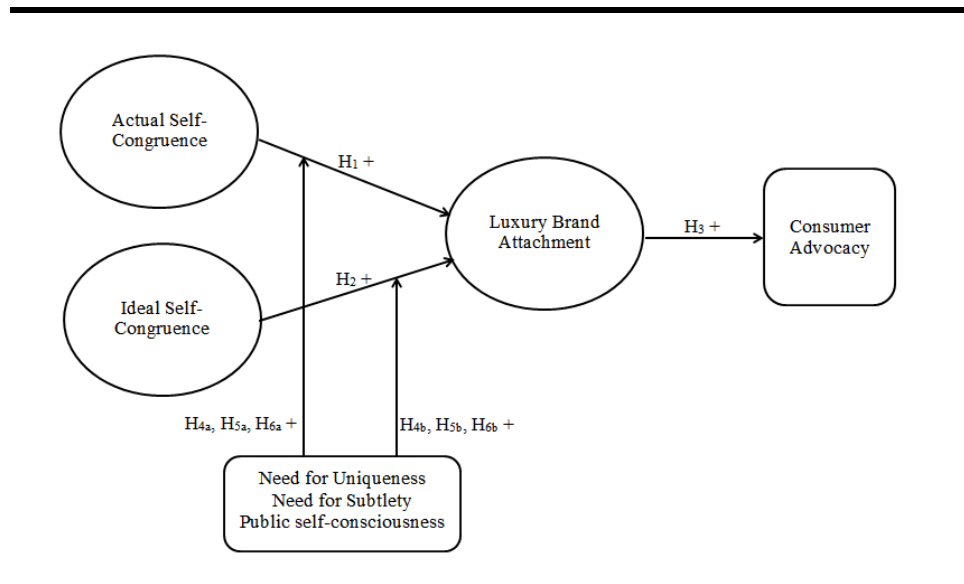 Actual Self-
Congruence
H₁ +
Luxury Brand
Attachment
H₃ +
Consumer
Advocacy
H₂ +
Ideal Self-
Congruence
H₄ₐ, H₅ₐ, H₆ₐ +
H4b, H5b, H6b +
Need for Uniqueness
Need for Subtlety
Public self-consciousness